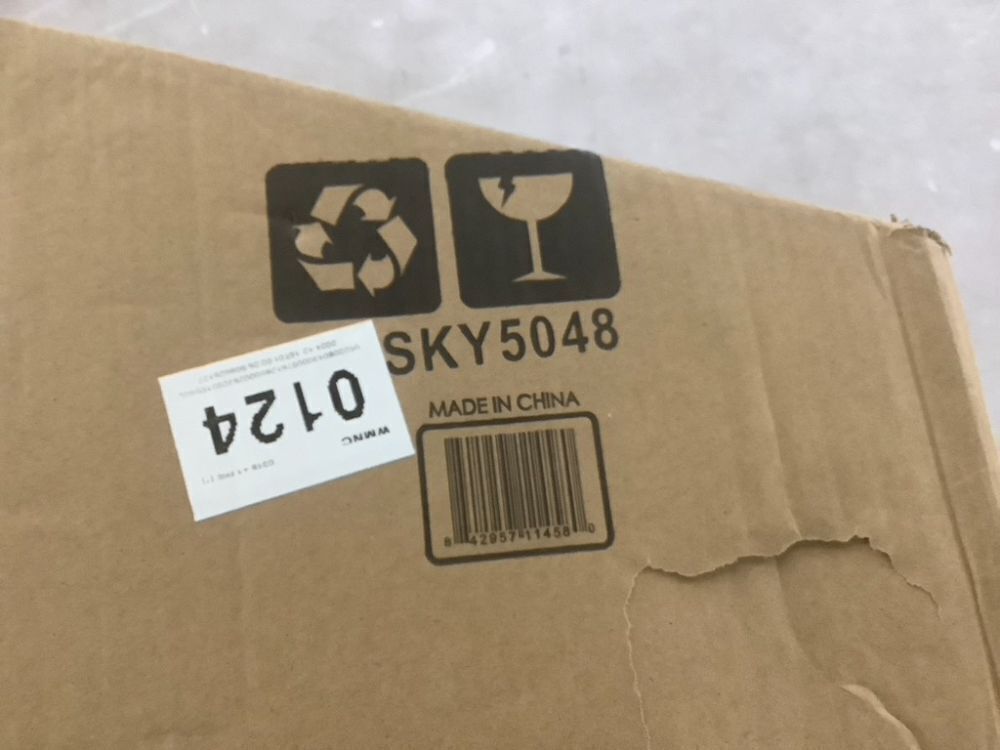 SKY5048
MADE IN CHINA
8 42957 11458 0
WMNC
0124